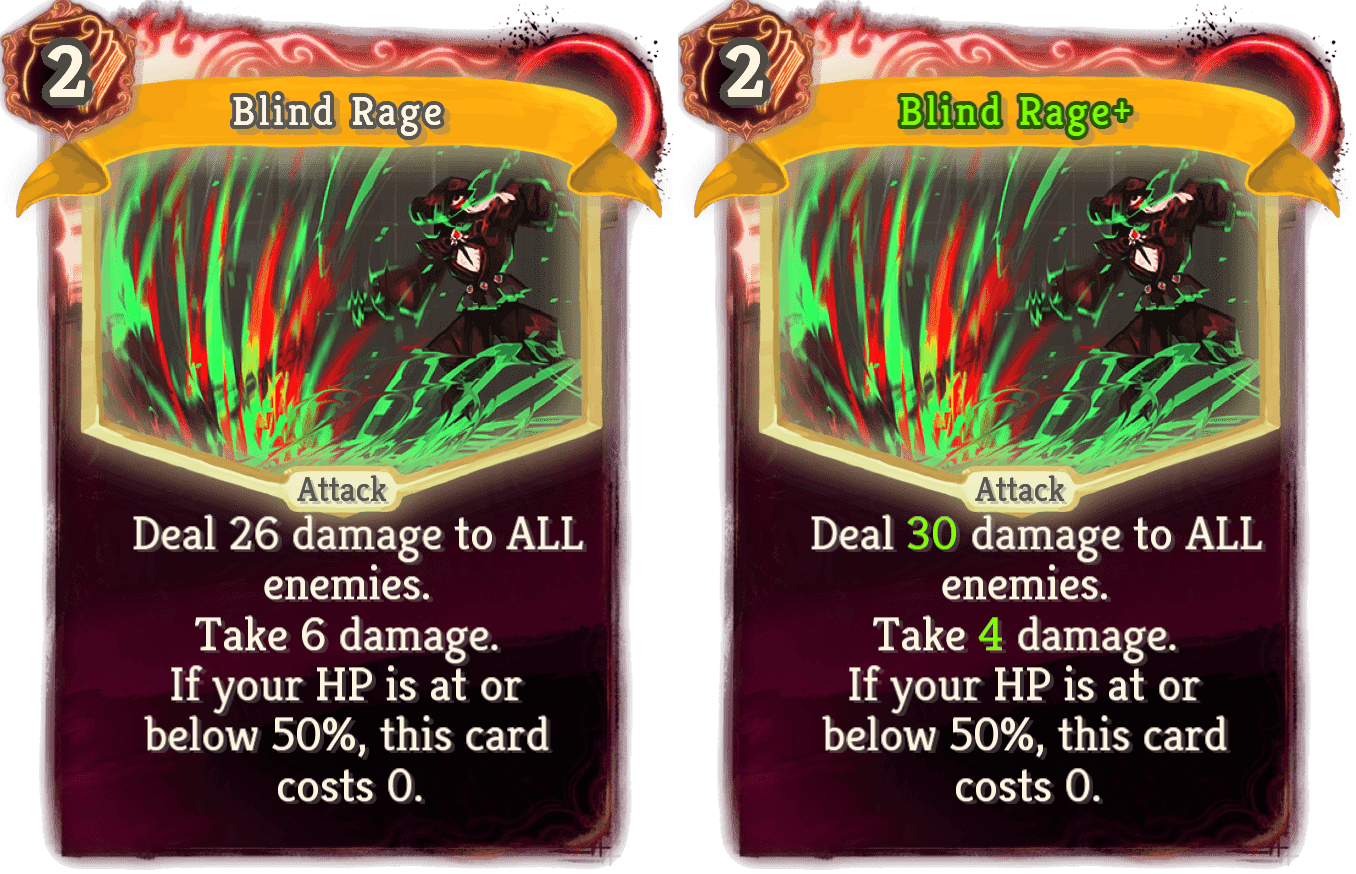 2
Blind Rage
Attack
Deal 26 damage to ALL
enemies.
Take 6 damage.
If your HP is at or
below 50%, this card
costs 0.
2
Blind Rage+
Attack
Deal 30 damage to ALL
enemies.
Take 4 damage.
If your HP is at or
below 50%, this card
costs 0.